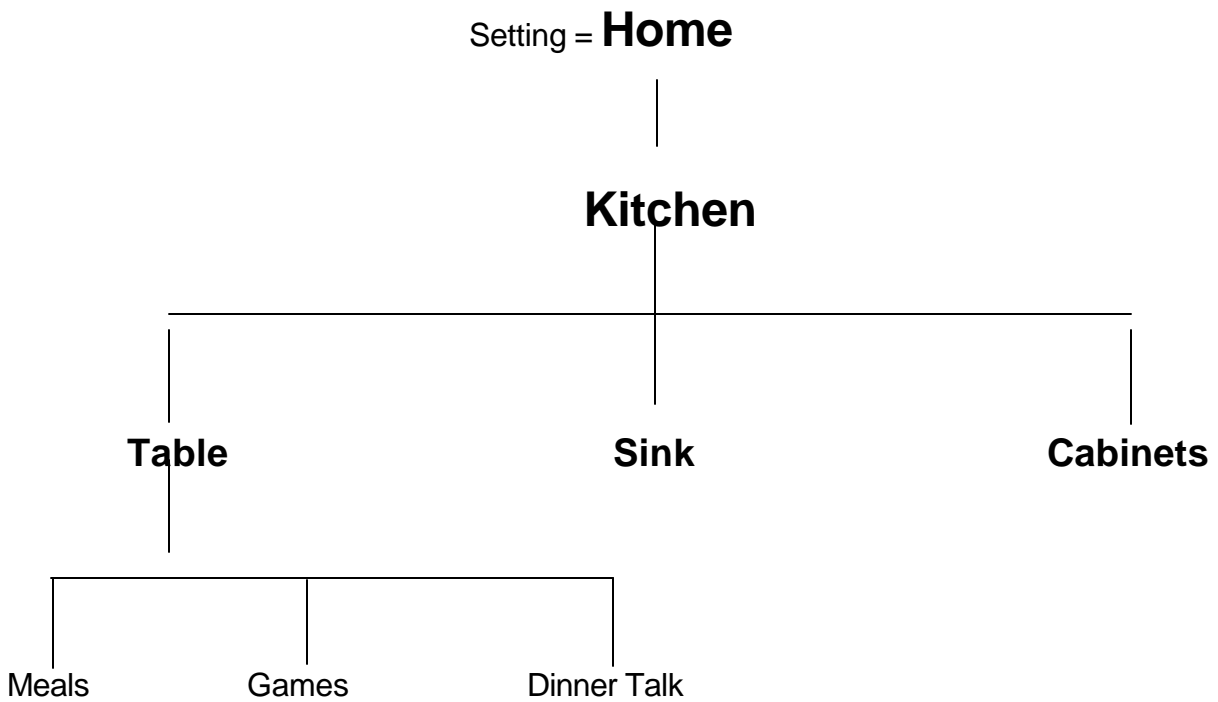 Setting = Home
Kitchen
Table Sink Cabinets
Meals Games Dinner Talk